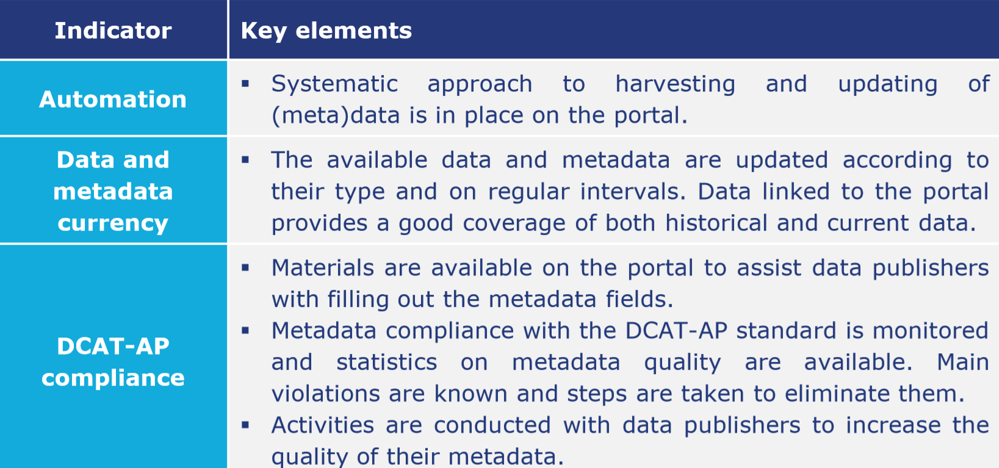 Indicator
Key elements
Automation
▪ Systematic approach to harvesting and updating of
(meta)data is in place on the portal.
Data and
metadata
currency
▪ The available data and metadata are updated according to
their type and on regular intervals. Data linked to the portal
provides a good coverage of both historical and current data.
DCAT-AP
compliance
▪ Materials are available on the portal to assist data publishers
with filling out the metadata fields.
▪ Metadata compliance with the DCAT-AP standard is monitored
and statistics on metadata quality are available. Main
violations are known and steps are taken to eliminate them.
▪ Activities are conducted with data publishers to increase the
quality of their metadata.